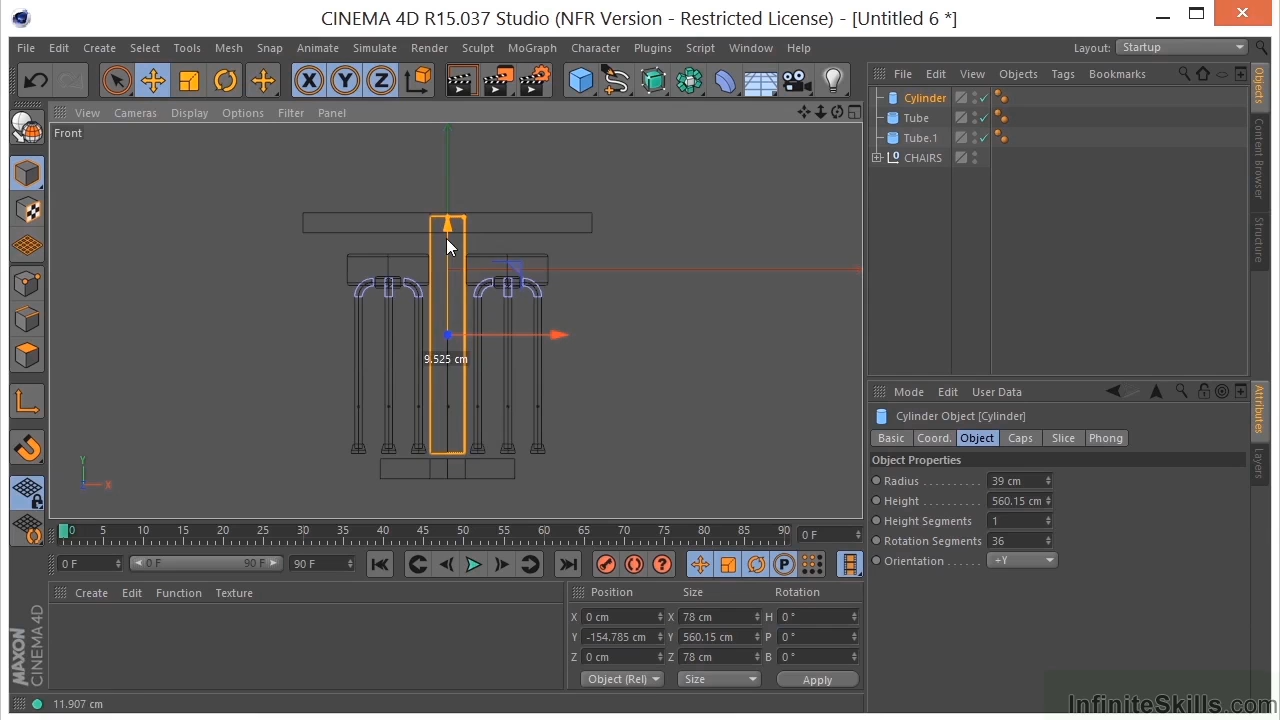 CINEMA 4D R15.037 Studio (NFR Version - Restricted License) - [Untitled 6 *]
File Edit Create Select Tools Mesh Snap Animate Simulate Render Sculpt MoGraph Character Plugins Script Window Help
Layout: Startup
X Y Z
File Edit View Objects Tags Bookmarks
Cylinder
Tube
Tube.1
CHAIRS
Objects
Content Browser
Structure
View Cameras Display Options Filter Panel
Front
9.525 cm
Y
X
Mode Edit User Data
Cylinder Object [Cylinder]
Basic Coord. Object Caps Slice Phong
Object Properties
Radius 39 cm
Height 560.15 cm
Height Segments 1
Rotation Segments 36
Orientation +Y
Attributes
Layers
0 5 10 15 20 25 30 35 40 45 50 55 60 65 70 75 80 85 90 0 F
0 F 0 F 90 F 90 F
P
Create Edit Function Texture
Position Size Rotation
X 0 cm X 78 cm H 0 °
Y -154.785 cm Y 560.15 cm P 0 °
Z 0 cm Z 78 cm B 0 °
Object (Rel) Size Apply
MAXON
CINEMA 4D
11.907 cm
InfiniteSkills.com